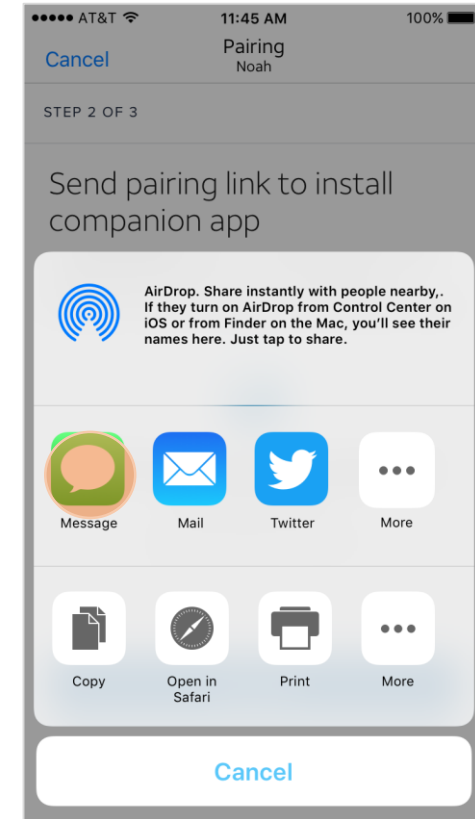 AT&T 11:45 AM 100%
Cancel Pairing
Noah
STEP 2 OF 3
Send pairing link to install
companion app
AirDrop. Share instantly with people nearby,.
If they turn on AirDrop from Control Center on
iOS or from Finder on the Mac, you'll see their
names here. Just tap to share.
Message Mail Twitter More
Copy Open in Print More
Safari
Cancel